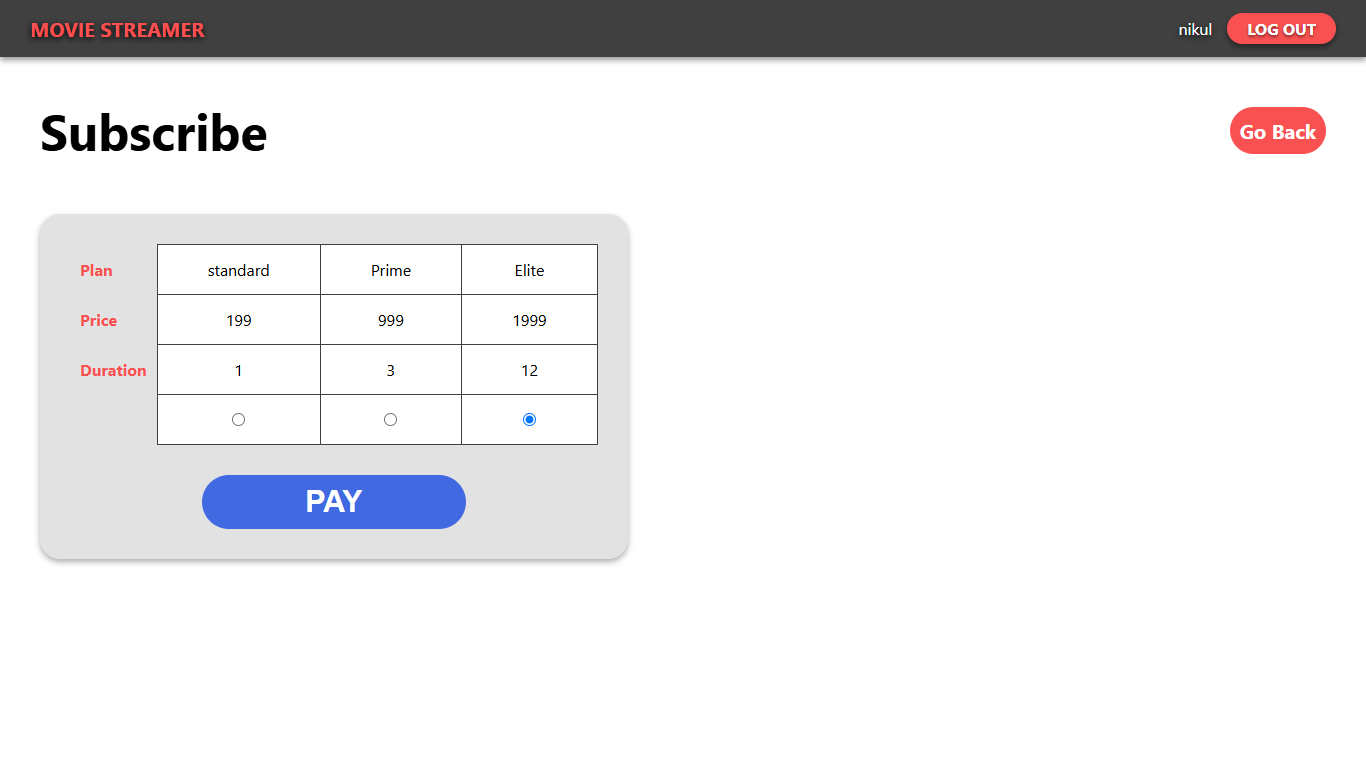 MOVIE STREAMER nikul LOG OUT
Subscribe Go Back
Plan standard Prime Elite
Price 199 999 1999
Duration 1 3 12
PAY